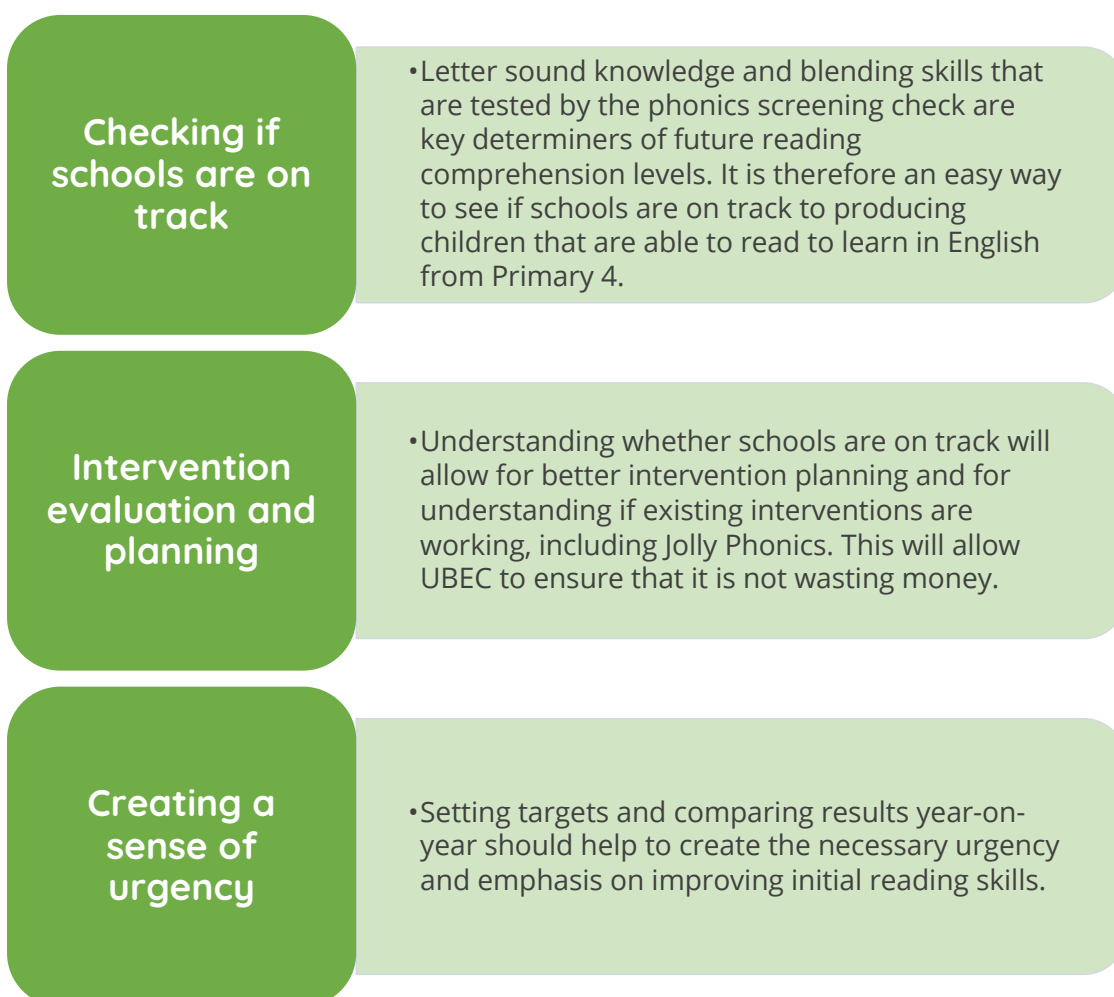 Checking if
schools are on
track
•Letter sound knowledge and blending skills that
are tested by the phonics screening check are
key determiners of future reading
comprehension levels. It is therefore an easy way
to see if schools are on track to producing
children that are able to read to learn in English
from Primary 4.
Intervention
evaluation and
planning
•Understanding whether schools are on track will
allow for better intervention planning and for
understanding if existing interventions are
working, including Jolly Phonics. This will allow
UBEC to ensure that it is not wasting money.
Creating a
sense of
urgency
•Setting targets and comparing results year-on-
year should help to create the necessary urgency
and emphasis on improving initial reading skills.